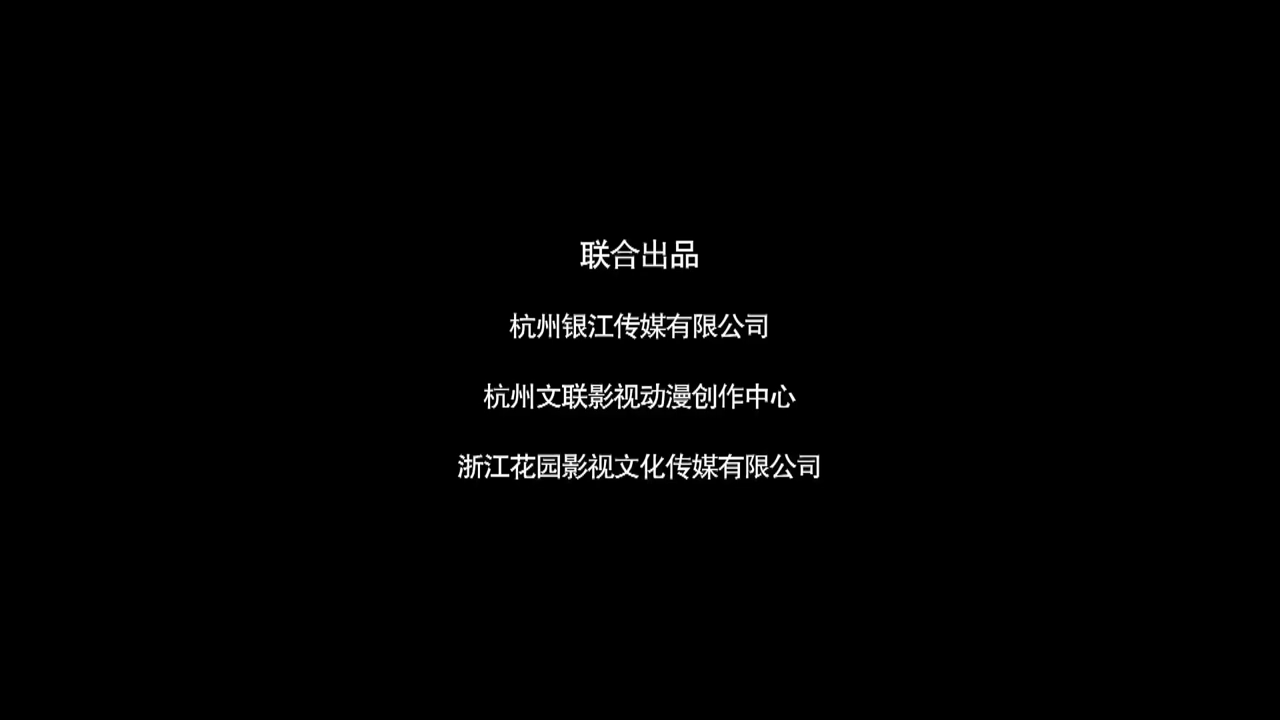 联合出品
杭州银江传媒有限公司
杭州文联影视动漫创作中心
浙江花园影视文化传媒有限公司